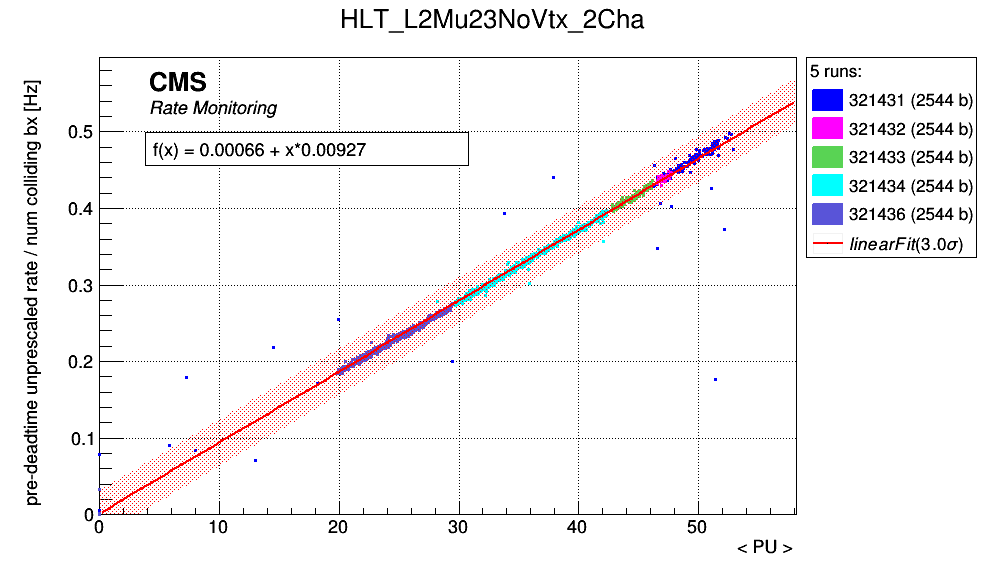 HLT_L2Mu23NoVtx_2Cha
CMS
Rate Monitoring
f(x) = 0.00066 + x*0.00927
pre-deadtime unprescaled rate / num colliding bx [Hz]
0.5
0.4
0.3
0.2
0.1
0
0 10 20 30 40 50
< PU >
5 runs:
321431 (2544 b)
321432 (2544 b)
321433 (2544 b)
321434 (2544 b)
321436 (2544 b)
linearFit(3.0σ)